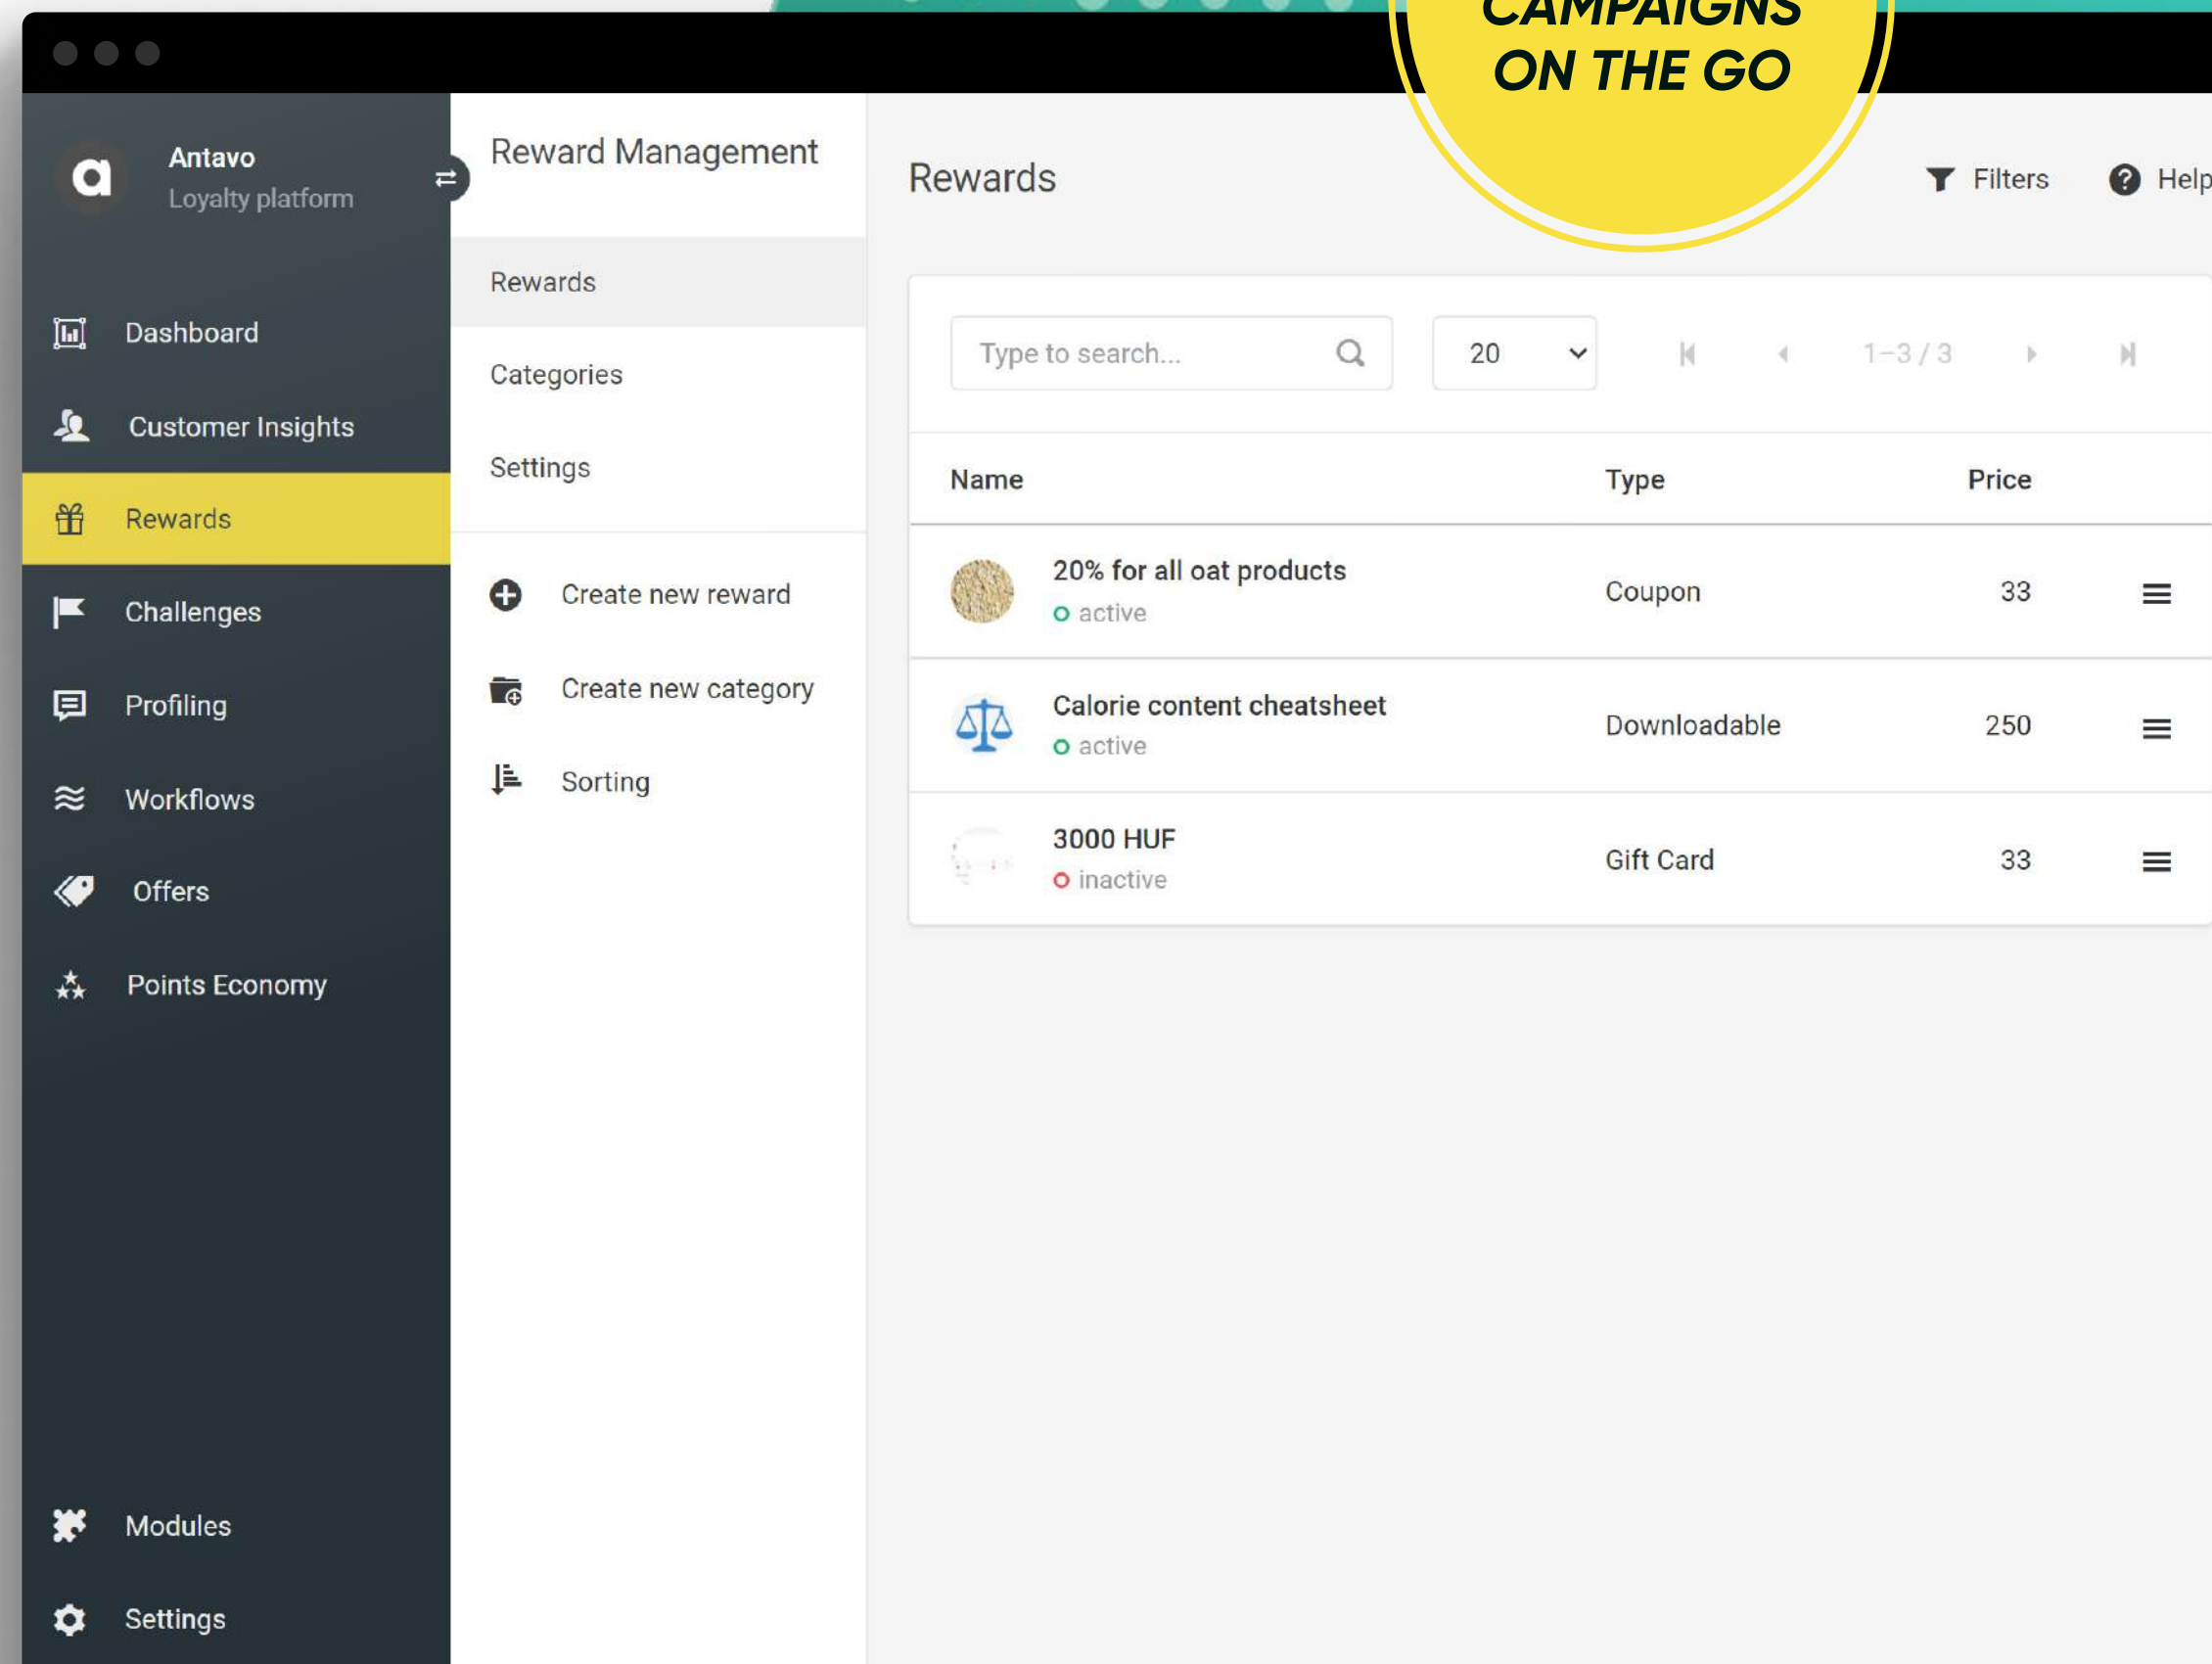 CAMPAIGNS
ON THE GO
Antavo
Loyalty platform
Dashboard
Customer Insights
Rewards
Challenges
Profiling
Workflows
Offers
Points Economy
Modules
Settings
Reward Management
Rewards
Categories
Settings
Create new reward
Create new category
Sorting
Rewards
Filters
Help
Type to search...
20
1–3 / 3
Name Type Price
20% for all oat products
active
Coupon 33
Calorie content cheatsheet
active
Downloadable 250
3000 HUF
inactive
Gift Card 33